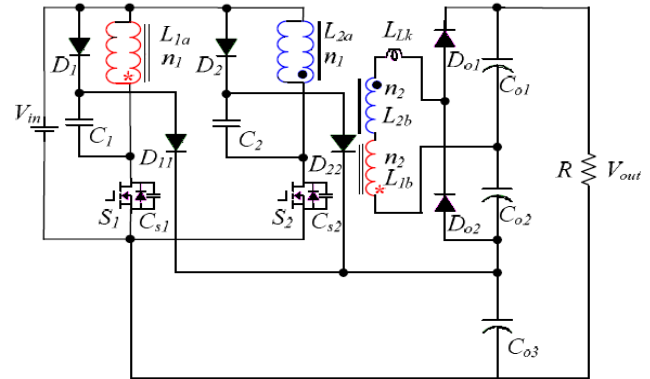 L1a
n1
*
D1
L2a
n1
D2
LLk
Do1
Co1
n2
L2b
Vin
C1
C2
D11
D22
n2
L1b
*
R
Vout
S1
Cs1
S2
Cs2
Do2
Co2
Co3